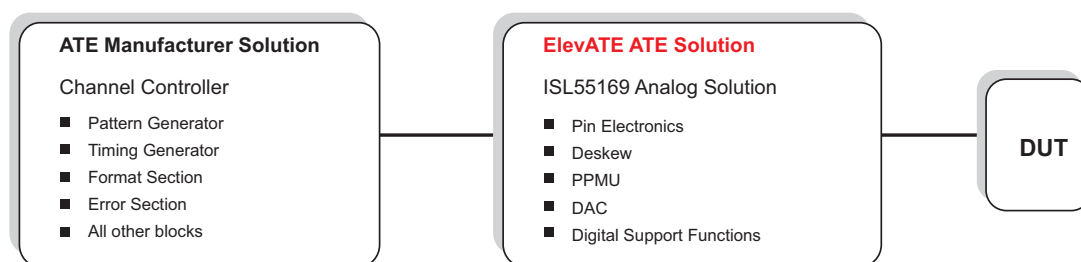 ATE Manufacturer Solution
Channel Controller
■ Pattern Generator
■ Timing Generator
■ Format Section
■ Error Section
■ All other blocks
ElevATE ATE Solution
ISL55169 Analog Solution
■ Pin Electronics
■ Deskew
■ PPMU
■ DAC
■ Digital Support Functions
DUT